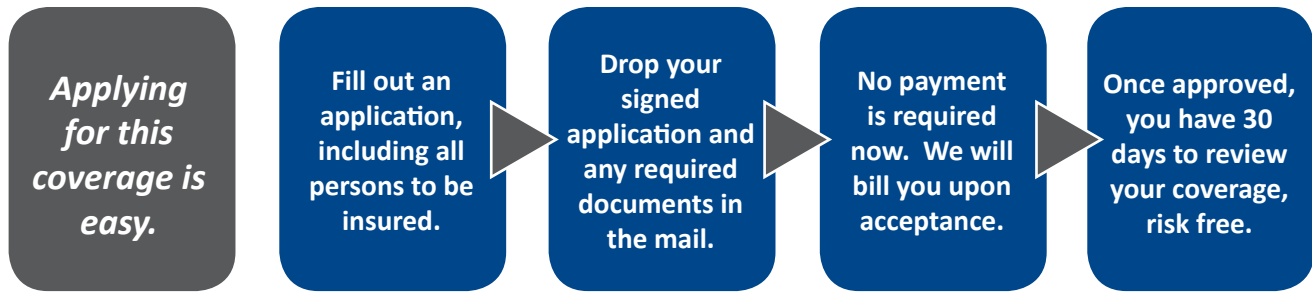 Applying
for this
coverage is
easy.
Fill out an
application,
including all
persons to be
insured.
Drop your
signed
application and
any required
documents in
the mail.
No payment
is required
now.  We will
bill you upon
acceptance.
Once approved,
you have 30
days to review
your coverage,
risk free.